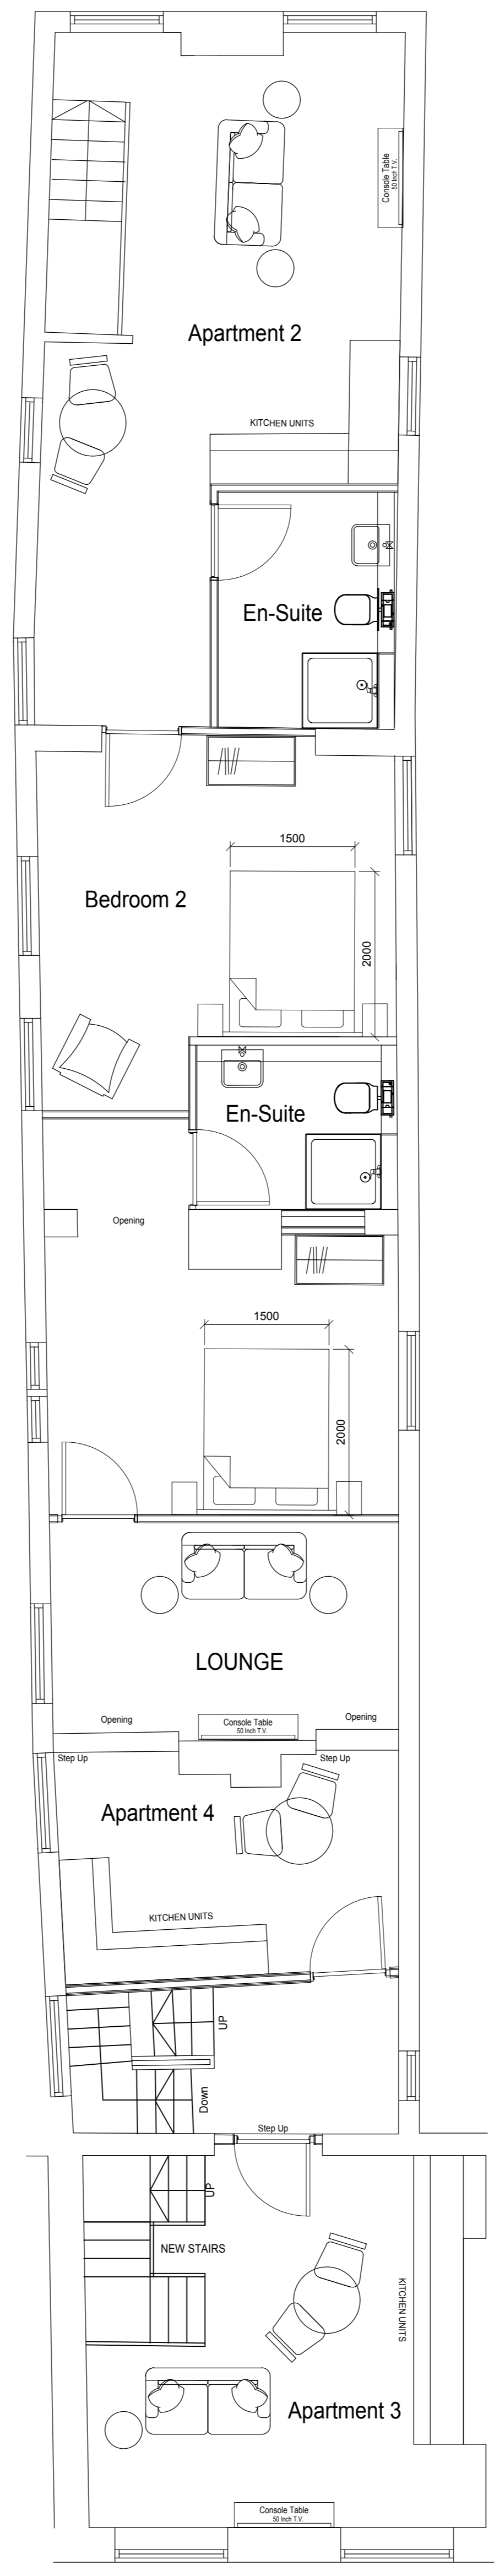 Console Table
50 Inch T.V.
Apartment 2
KITCHEN UNITS
En-Suite
1500
Bedroom 2
2000
En-Suite
Opening
1500
2000
LOUNGE
Opening
Console Table
50 Inch T.V.
Opening
Step Up
Step Up
Apartment 4
KITCHEN UNITS
UP
Down
Step Up
UP
NEW STAIRS
KITCHEN UNITS
Apartment 3
Console Table
50 Inch T.V.